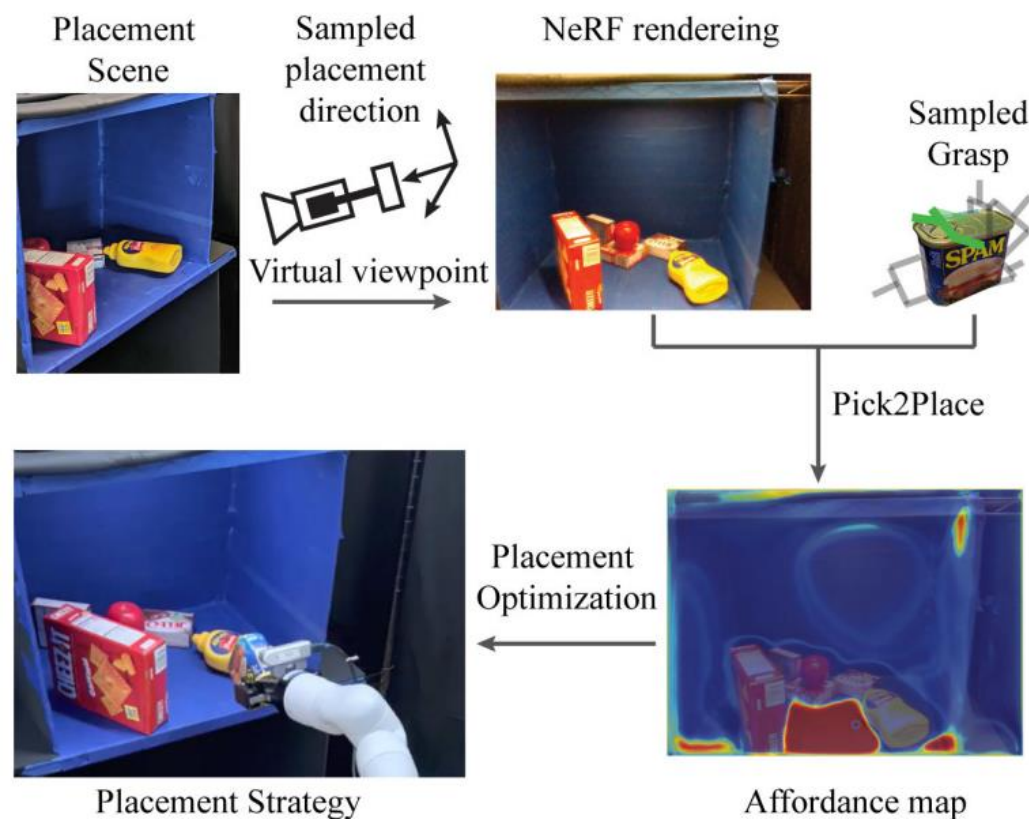 Placement
Scene
Sampled
placement
direction
NeRF rendereing
Sampled
Grasp
SPAM
Virtual viewpoint
Pick2Place
CHEEZ-IT
Placement
Optimization
Placement Strategy
Affordance map